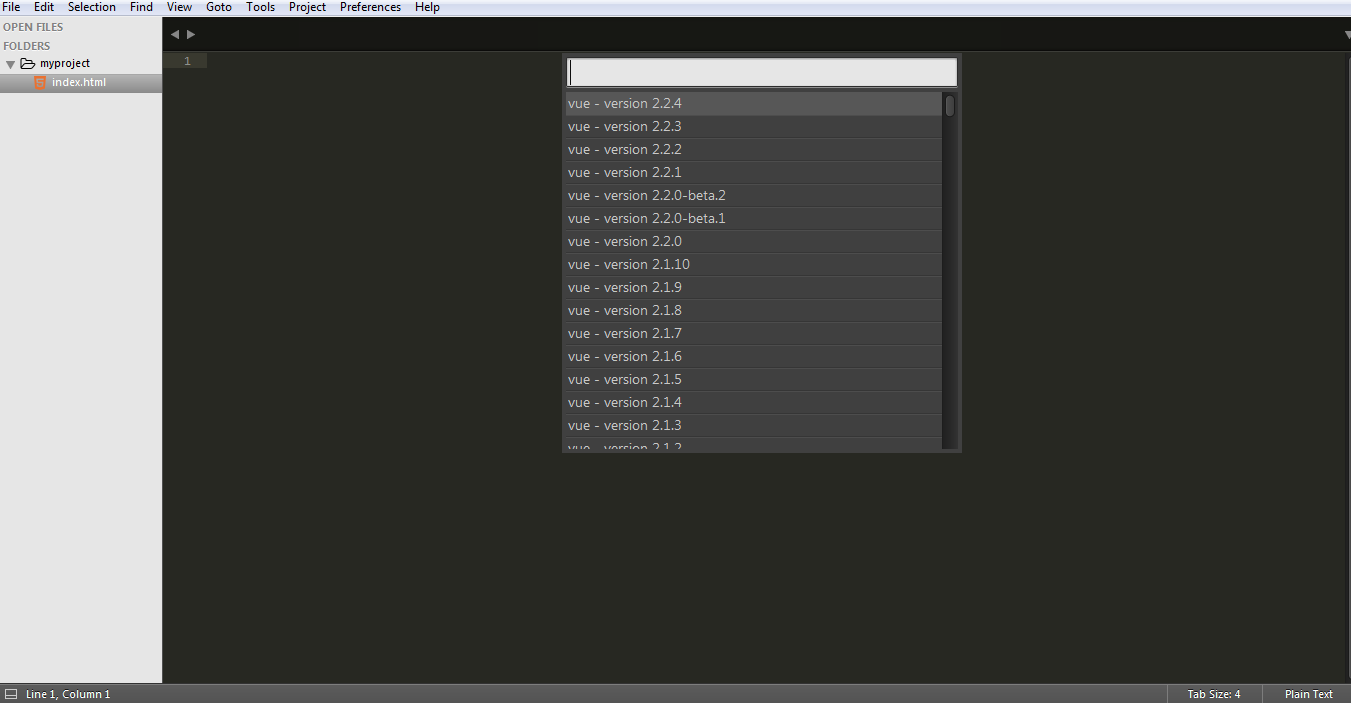 File Edit Selection Find View Goto Tools Project Preferences Help
OPEN FILES
FOLDERS
myproject
index.html
1
vue - version 2.2.4
vue - version 2.2.3
vue - version 2.2.2
vue - version 2.2.1
vue - version 2.2.0-beta.2
vue - version 2.2.0-beta.1
vue - version 2.2.0
vue - version 2.1.10
vue - version 2.1.9
vue - version 2.1.8
vue - version 2.1.7
vue - version 2.1.6
vue - version 2.1.5
vue - version 2.1.4
vue - version 2.1.3
vue - version 2.1.2
Line 1, Column 1 Tab Size: 4 Plain Text